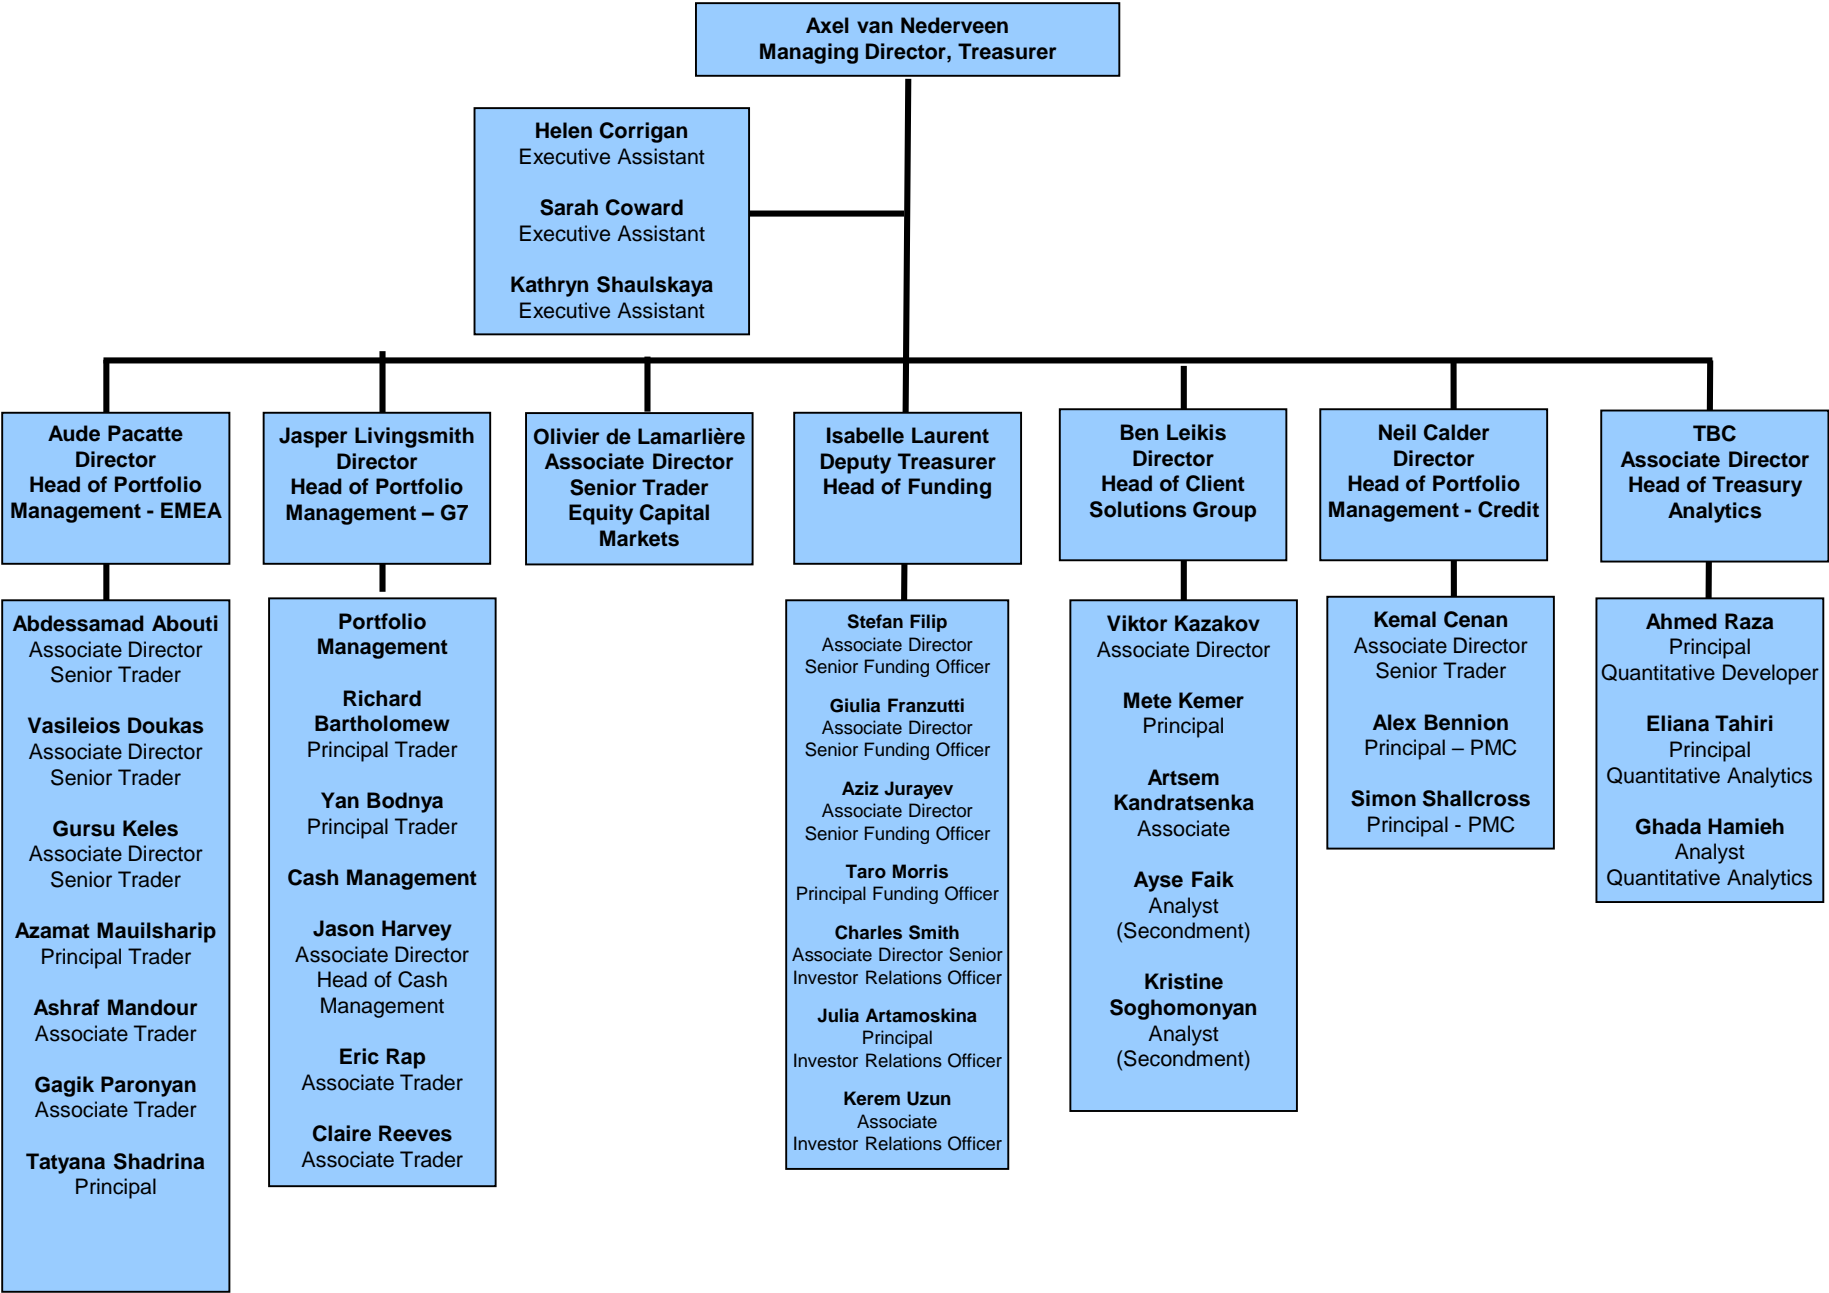 Axel van Nederveen
Managing Director, Treasurer
Helen Corrigan
Executive Assistant
Sarah Coward
Executive Assistant
Kathryn Shaulskaya
Executive Assistant
Aude Pacatte
Director
Head of Portfolio
Management - EMEA
Jasper Livingsmith
Director
Head of Portfolio
Management – G7
Olivier de Lamarlière
Associate Director
Senior Trader
Equity Capital
Markets
Isabelle Laurent
Deputy Treasurer
Head of Funding
Ben Leikis
Director
Head of Client
Solutions Group
Neil Calder
Director
Head of Portfolio
Management - Credit
TBC
Associate Director
Head of Treasury
Analytics
Abdessamad Abouti
Associate Director
Senior Trader
Vasileios Doukas
Associate Director
Senior Trader
Gursu Keles
Associate Director
Senior Trader
Azamat Mauilsharip
Principal Trader
Ashraf Mandour
Associate Trader
Gagik Paronyan
Associate Trader
Tatyana Shadrina
Principal
Portfolio
Management
Richard
Bartholomew
Principal Trader
Yan Bodnya
Principal Trader
Cash Management
Jason Harvey
Associate Director
Head of Cash
Management
Eric Rap
Associate Trader
Claire Reeves
Associate Trader
Stefan Filip
Associate Director
Senior Funding Officer
Giulia Franzutti
Associate Director
Senior Funding Officer
Aziz Jurayev
Associate Director
Senior Funding Officer
Taro Morris
Principal Funding Officer
Charles Smith
Associate Director Senior
Investor Relations Officer
Julia Artamoskina
Principal
Investor Relations Officer
Kerem Uzun
Associate
Investor Relations Officer
Viktor Kazakov
Associate Director
Mete Kemer
Principal
Artsem
Kandratsenka
Associate
Ayse Faik
Analyst
(Secondment)
Kristine
Soghomonyan
Analyst
(Secondment)
Kemal Cenan
Associate Director
Senior Trader
Alex Bennion
Principal – PMC
Simon Shallcross
Principal - PMC
Ahmed Raza
Principal
Quantitative Developer
Eliana Tahiri
Principal
Quantitative Analytics
Ghada Hamieh
Analyst
Quantitative Analytics